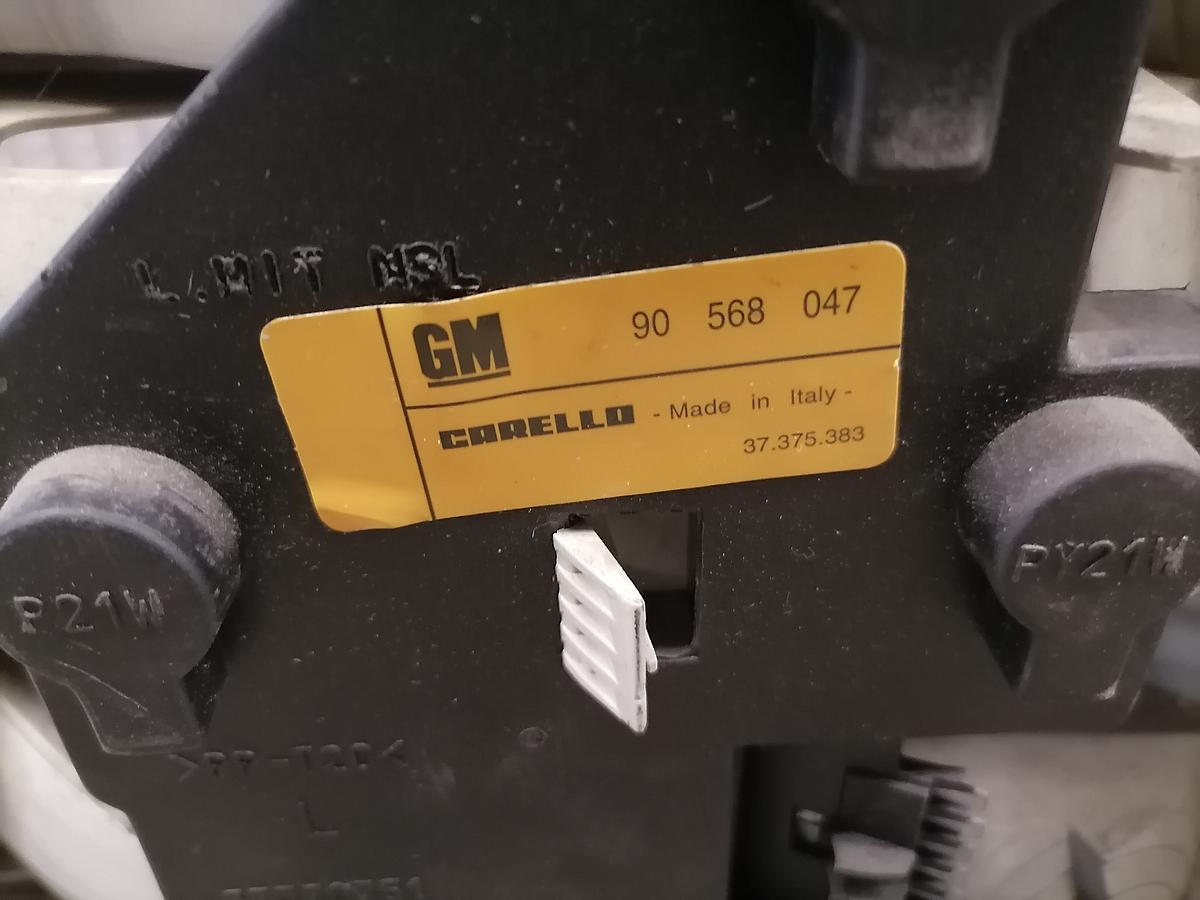 L.MIT NSL
GM 90 568 047
CARELLO - Made in Italy -
37.375.383
P21W
PY21W
>PP-T20<
L